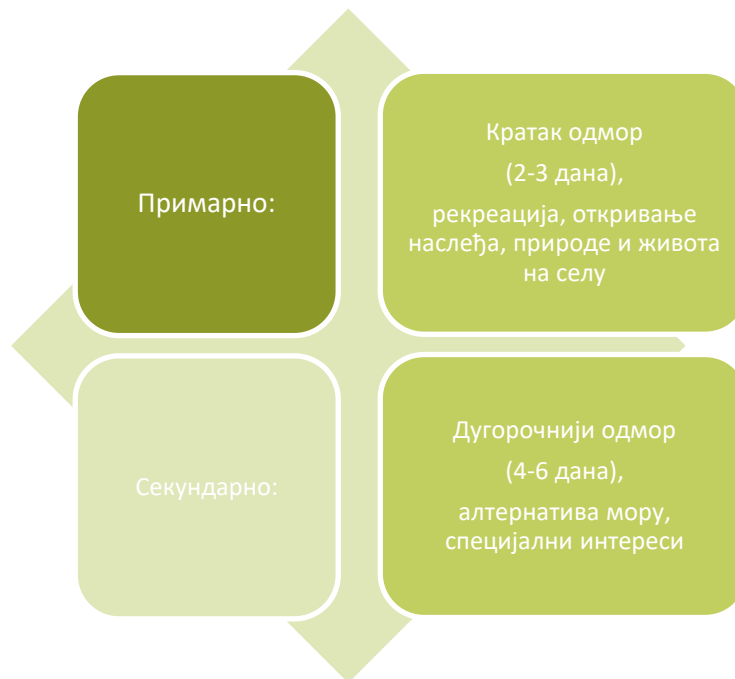 Примарно:
Кратак одмор
(2-3 дана),
рекреација, откривање
наслеђа, природе и живота
на селу
Секундарно:
Дугорочнији одмор
(4-6 дана),
алтернатива мору,
специјални интереси